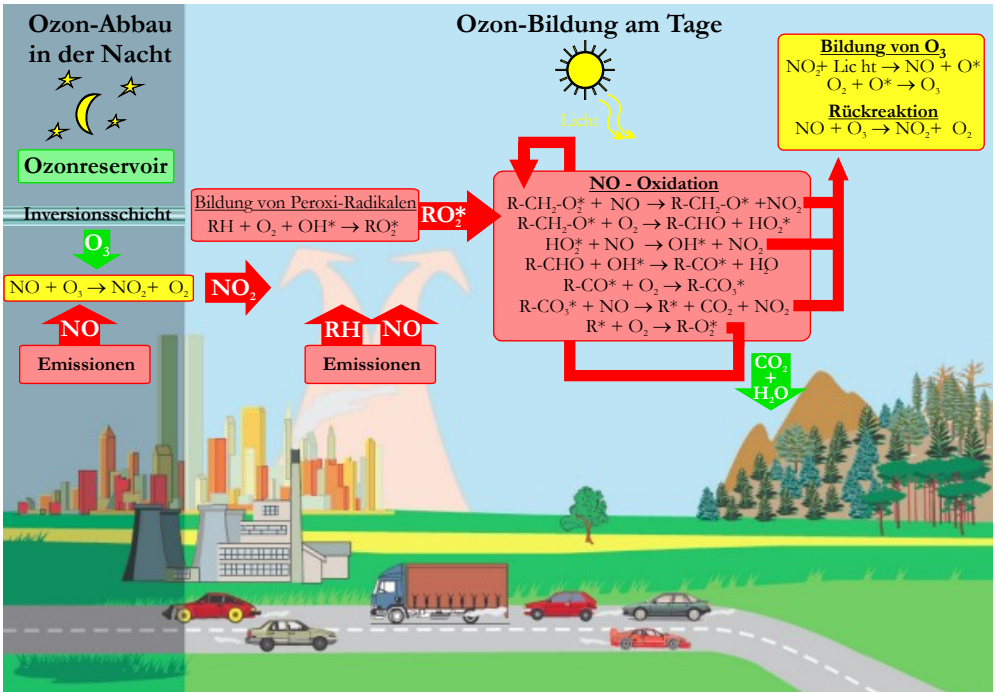 Ozon-Abbau
in der Nacht
Ozonreservoir
Inversionsschicht
O₃
NO + O₃ → NO₂+ O₂
NO
Emissionen
NO₂
Ozon-Bildung am Tage
Licht
Bildung von Peroxi-Radikalen
RH + O₂ + OH* → RO₂*
RO₂*
RH
NO
Emissionen
NO - Oxidation
R-CH₂-O₂* + NO → R-CH₂-O* +NO₂
R-CH₂-O* + O₂ → R-CHO + HO₂*
HO₂* + NO → OH* + NO₂
R-CHO + OH* → R-CO* + H₂O
R-CO* + O₂ → R-CO₃*
R-CO₃* + NO → R* + CO₂ + NO₂
R* + O₂ → R-O₂*
CO₂
+
H₂O
Bildung von O₃
NO₂+ Lic ht → NO + O*
O₂ + O* → O₃
Rückreaktion
NO + O₃ → NO₂+ O₂